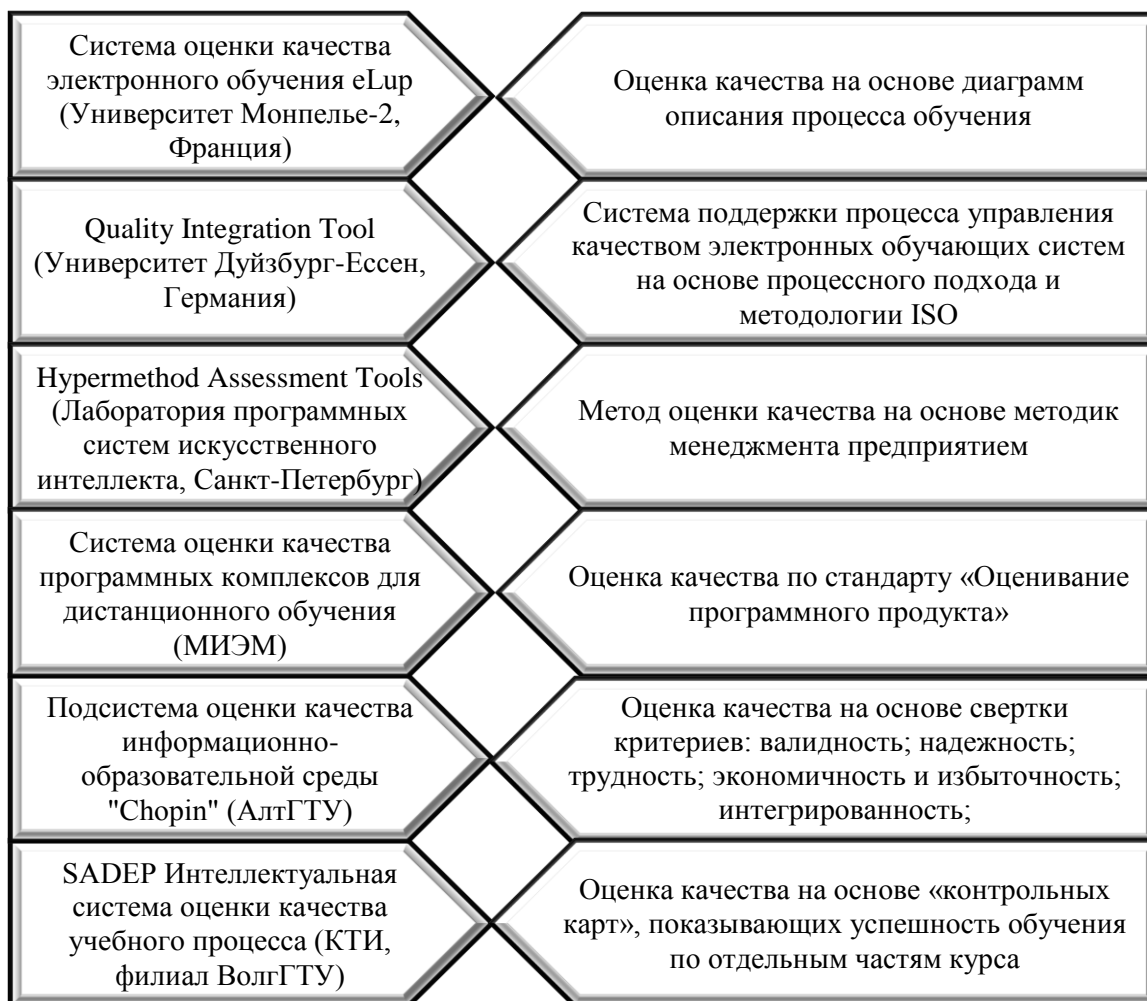 Система оценки качества
электронного обучения eLup
(Университет Монпелье-2,
Франция)
Оценка качества на основе диаграмм
описания процесса обучения
Quality Integration Tool
(Университет Дуйзбург-Ессен,
Германия)
Система поддержки процесса управления
качеством электронных обучающих систем
на основе процессного подхода и
методологии ISO
Hypermethod Assessment Tools
(Лаборатория программных
систем искусственного
интеллекта, Санкт-Петербург)
Метод оценки качества на основе методик
менеджмента предприятием
Система оценки качества
программных комплексов для
дистанционного обучения
(МИЭМ)
Оценка качества по стандарту «Оценивание
программного продукта»
Подсистема оценки качества
информационно-
образовательной среды
"Chopin" (АлтГТУ)
Оценка качества на основе свертки
критериев: валидность; надежность;
трудность; экономичность и избыточность;
интегрированность;
SADEP Интеллектуальная
система оценки качества
учебного процесса (КТИ,
филиал ВолгГТУ)
Оценка качества на основе «контрольных
карт», показывающих успешность обучения
по отдельным частям курса